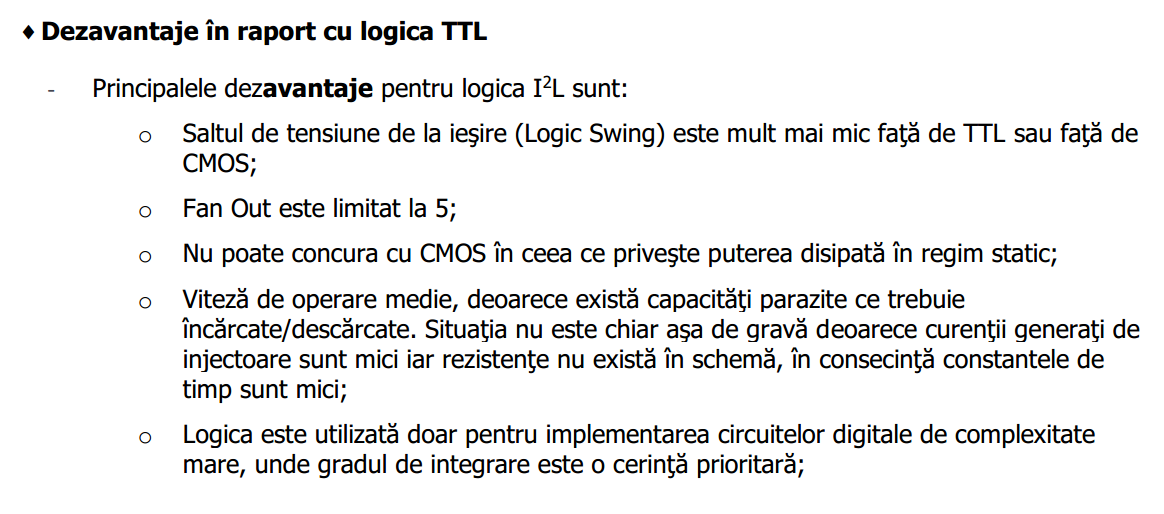 ♦ Dezavantaje în raport cu logica TTL
- Principalele dezavantaje pentru logica I²L sunt:
o Saltul de tensiune de la ieşire (Logic Swing) este mult mai mic faţă de TTL sau faţă de
CMOS;
o Fan Out este limitat la 5;
o Nu poate concura cu CMOS în ceea ce priveşte puterea disipată în regim static;
o Viteză de operare medie, deoarece există capacităţi parazite ce trebuie
încărcate/descărcate. Situaţia nu este chiar aşa de gravă deoarece curenţii generaţi de
injectoare sunt mici iar rezistenţe nu există în schemă, în consecinţă constantele de
timp sunt mici;
o Logica este utilizată doar pentru implementarea circuitelor digitale de complexitate
mare, unde gradul de integrare este o cerinţă prioritară;